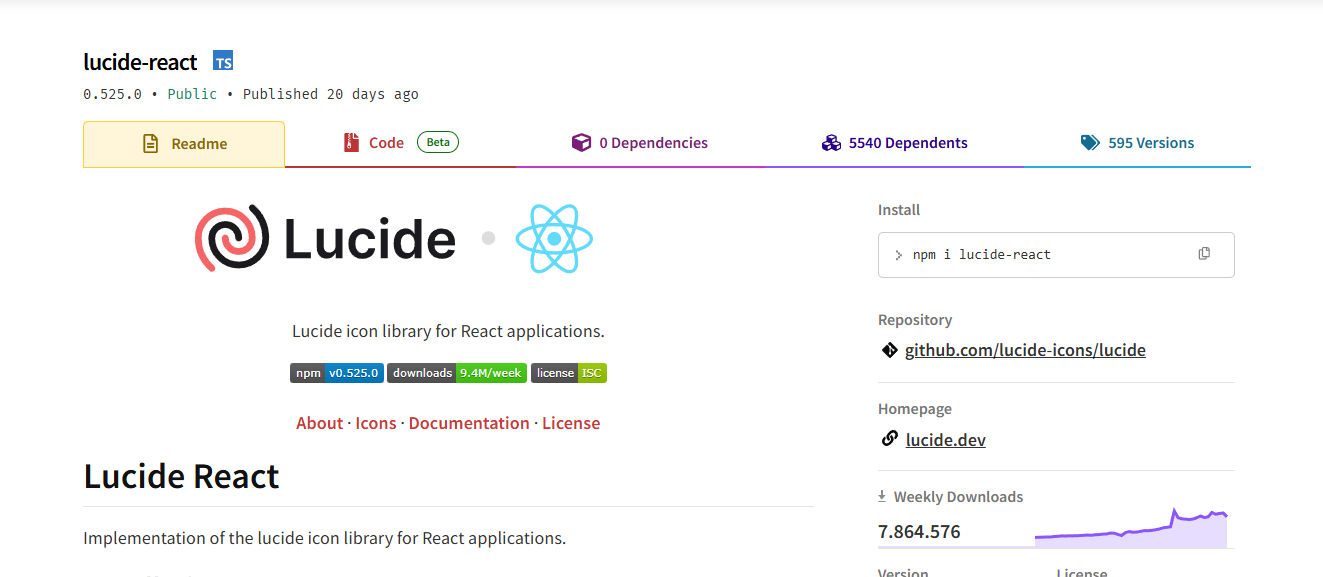 lucide-react TS
0.525.0 • Public • Published 20 days ago
Readme
Code Beta
0 Dependencies
5540 Dependents
595 Versions
Lucide
Lucide icon library for React applications.
npm v0.525.0 downloads 9.4M/week license ISC
About · Icons · Documentation · License
Lucide React
Implementation of the lucide icon library for React applications.
Install
> npm i lucide-react
Repository
github.com/lucide-icons/lucide
Homepage
lucide.dev
Weekly Downloads
7.864.576
Version License